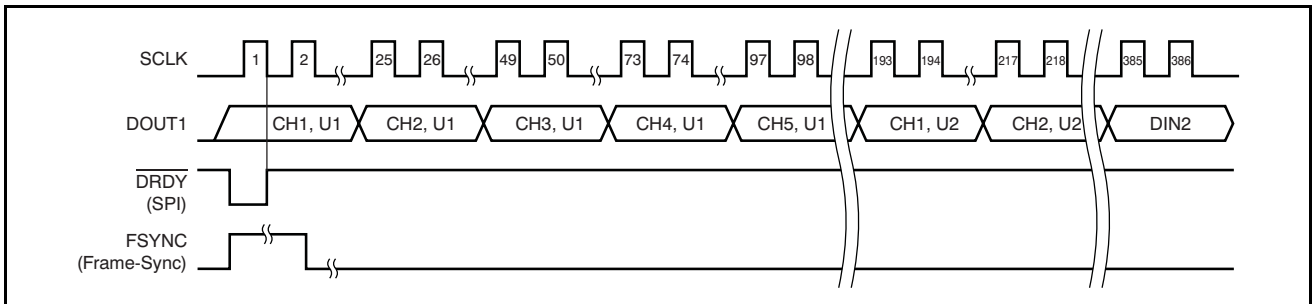 SCLK 1 2 25 26 49 50 73 74 97 98 193 194 217 218 385 386
DOUT1 CH1, U1 CH2, U1 CH3, U1 CH4, U1 CH5, U1 CH1, U2 CH2, U2 DIN2
DRDY
(SPI)
FSYNC
(Frame-Sync)